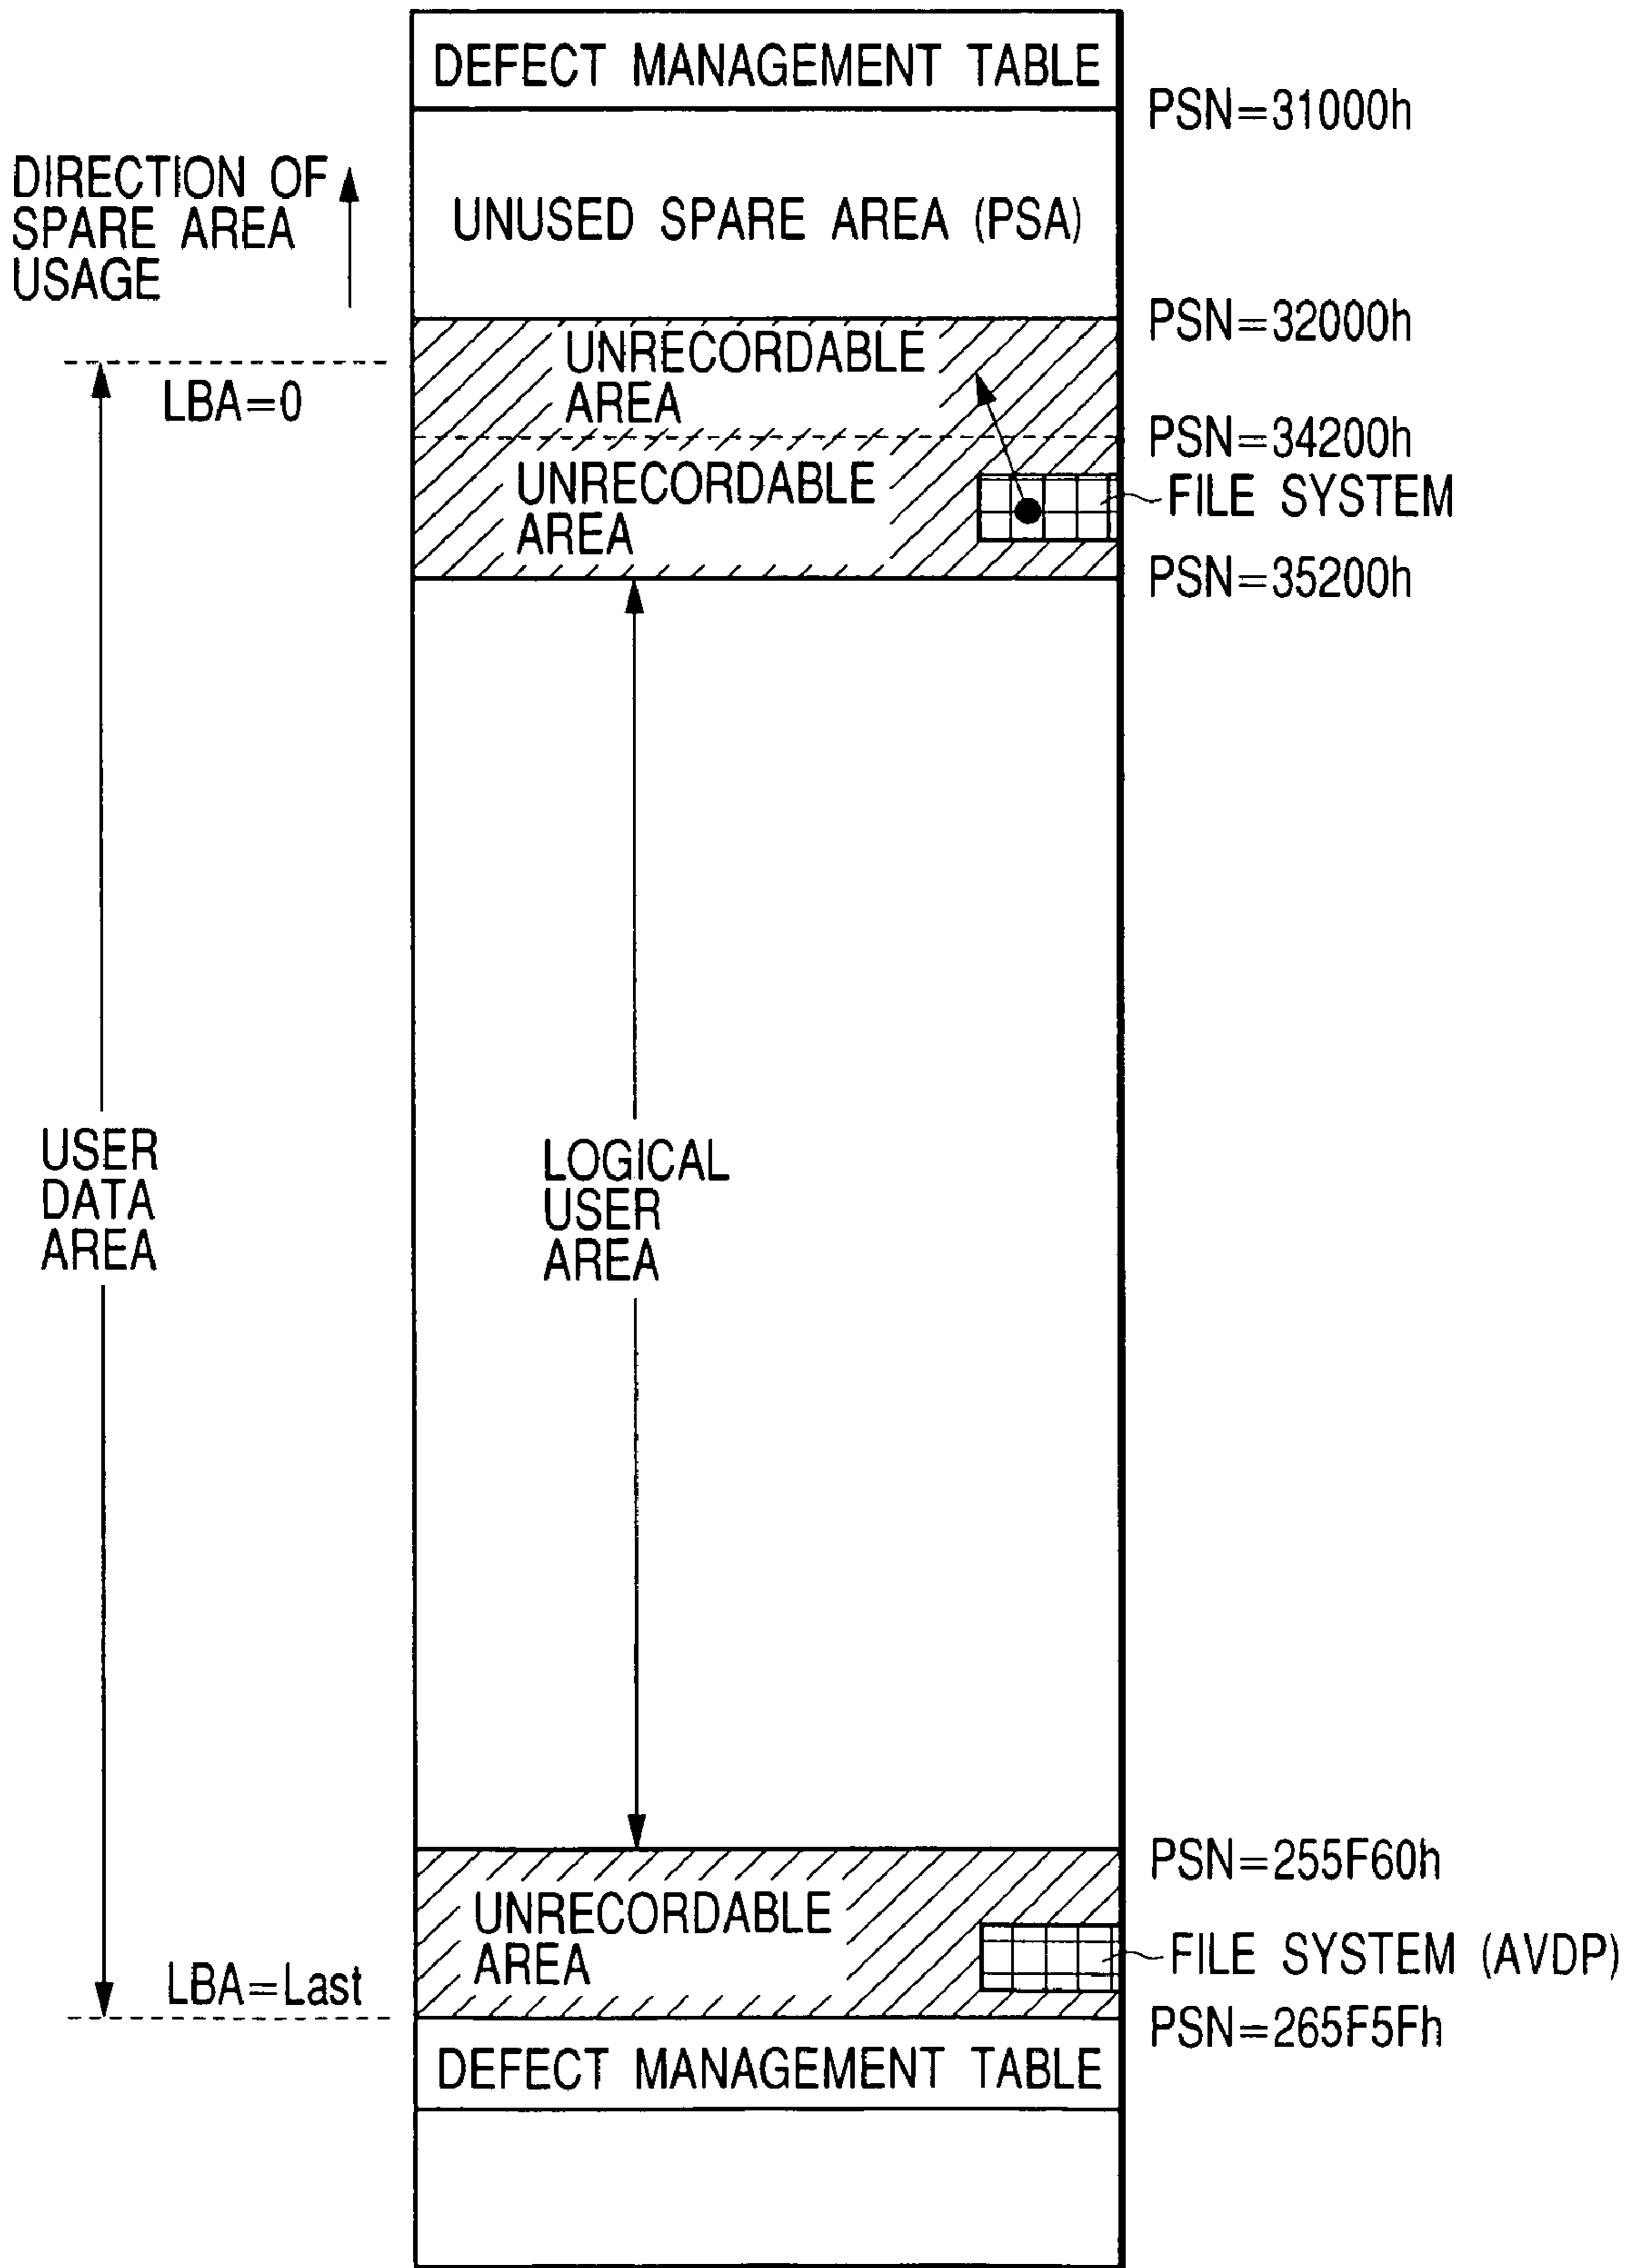 DEFECT MANAGEMENT TABLE
PSN=31000h
DIRECTION OF
SPARE AREA
USAGE
UNUSED SPARE AREA (PSA)
PSN=32000h
UNRECORDABLE
AREA
LBA=0
PSN=34200h
UNRECORDABLE
AREA
FILE SYSTEM
PSN=35200h
USER
DATA
AREA
LOGICAL
USER
AREA
PSN=255F60h
UNRECORDABLE
AREA
FILE SYSTEM (AVDP)
LBA=Last
PSN=265F5Fh
DEFECT MANAGEMENT TABLE